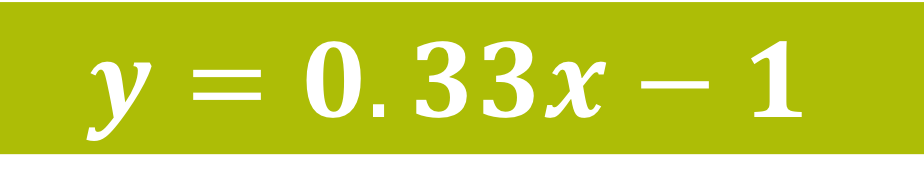 y = 0.33x − 1